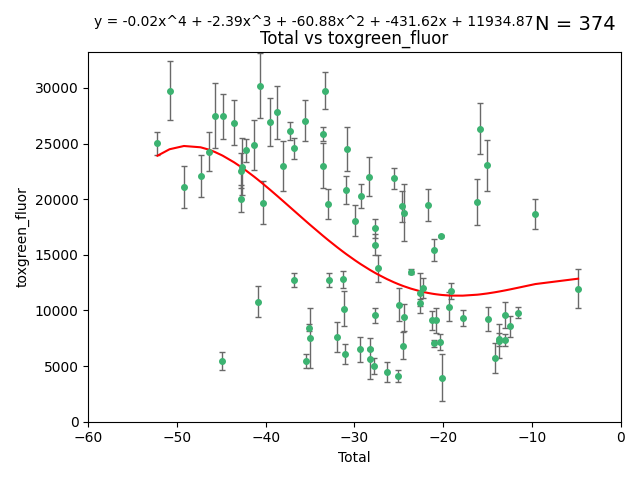 y = -0.02x^4 + -2.39x^3 + -60.88x^2 + -431.62x + 11934.87
N = 374
Total vs toxgreen_fluor
toxgreen_fluor
30000
25000
20000
15000
10000
5000
0
−60
−50
−40
−30
−20
−10
0
Total